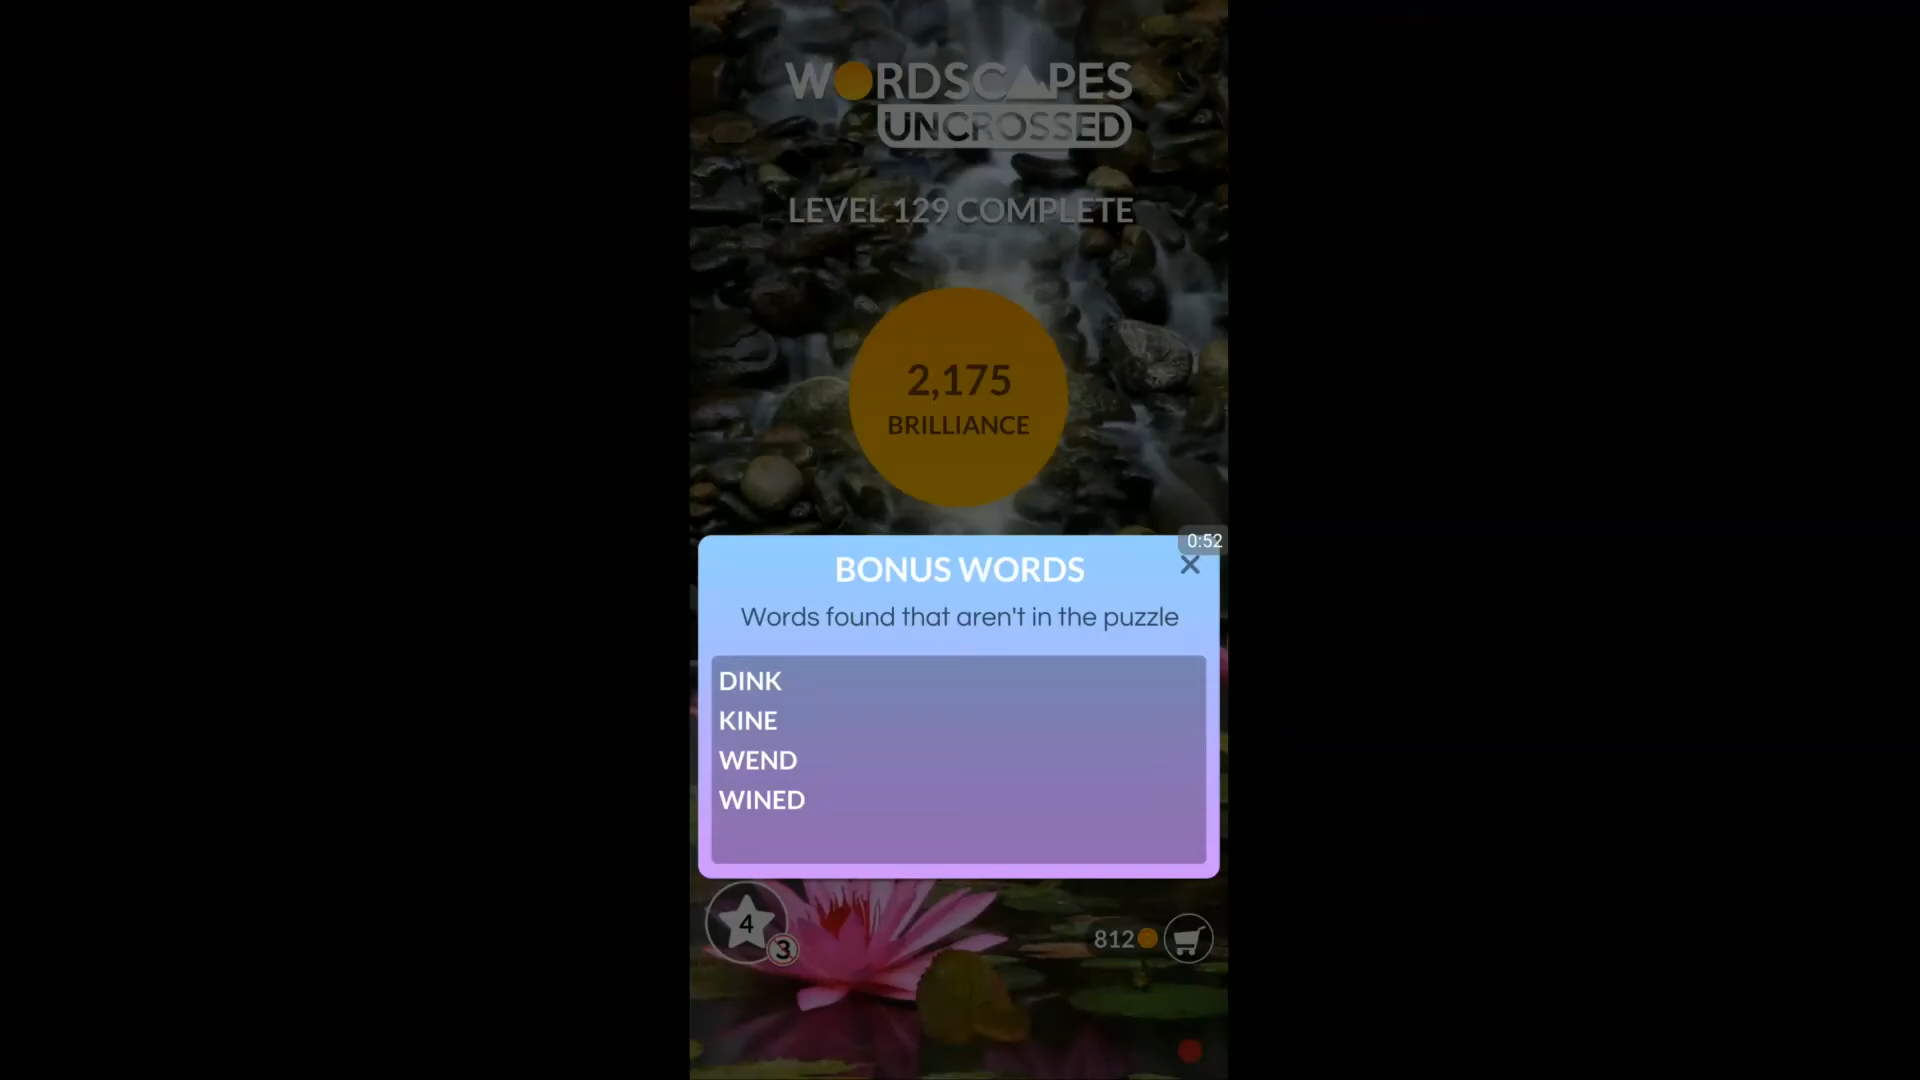 WORDSCAPES
UNCROSSED
LEVEL 129 COMPLETE
2,175
BRILLIANCE
0:52
BONUS WORDS
Words found that aren't in the puzzle
DINK
KINE
WEND
WINED
4
3
812